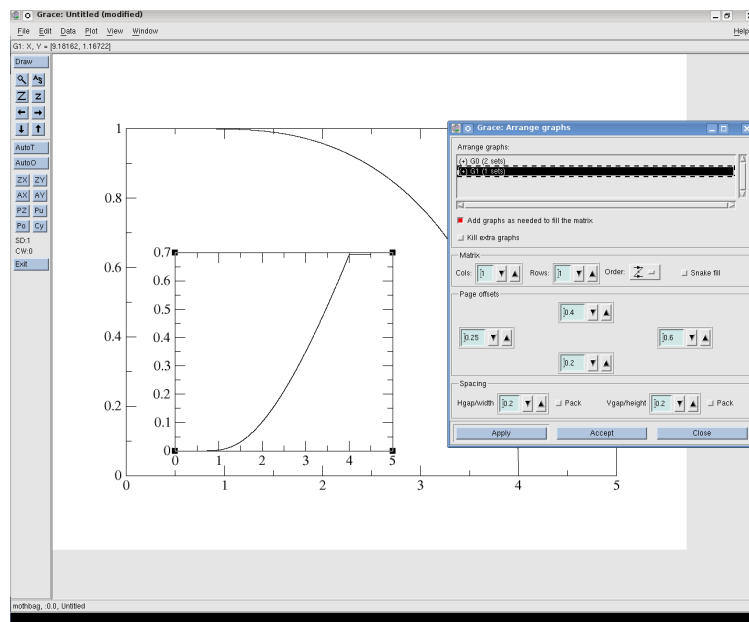 Grace: Untitled (modified)
File Edit Data Plot View Window Help
G1: X, Y = [9.18162, 1.16722]
Draw
AS
Z z
AutoT
AutoO
ZX ZY
AX AY
PZ Pu
Po Cy
SD:1
CW:0
Exit
1
0.8
0.6
0.4
0.2
0
0 1 2 3 4 5
0.7
0.6
0.5
0.4
0.3
0.2
0.1
0
0 1 2 3 4 5
Grace: Arrange graphs
Arrange graphs:
(+) G0 (2 sets)
(+) G1 (1 sets)
Add graphs as needed to fill the matrix
Kill extra graphs
Matrix
Cols: 1 Rows: 1 Order: Snake fill
Page offsets
0.4
0.25 0.6
0.2
Spacing
Hgap/width 0.2 Pack Vgap/height 0.2 Pack
Apply Accept Close
mothbag, :0.0, Untitled